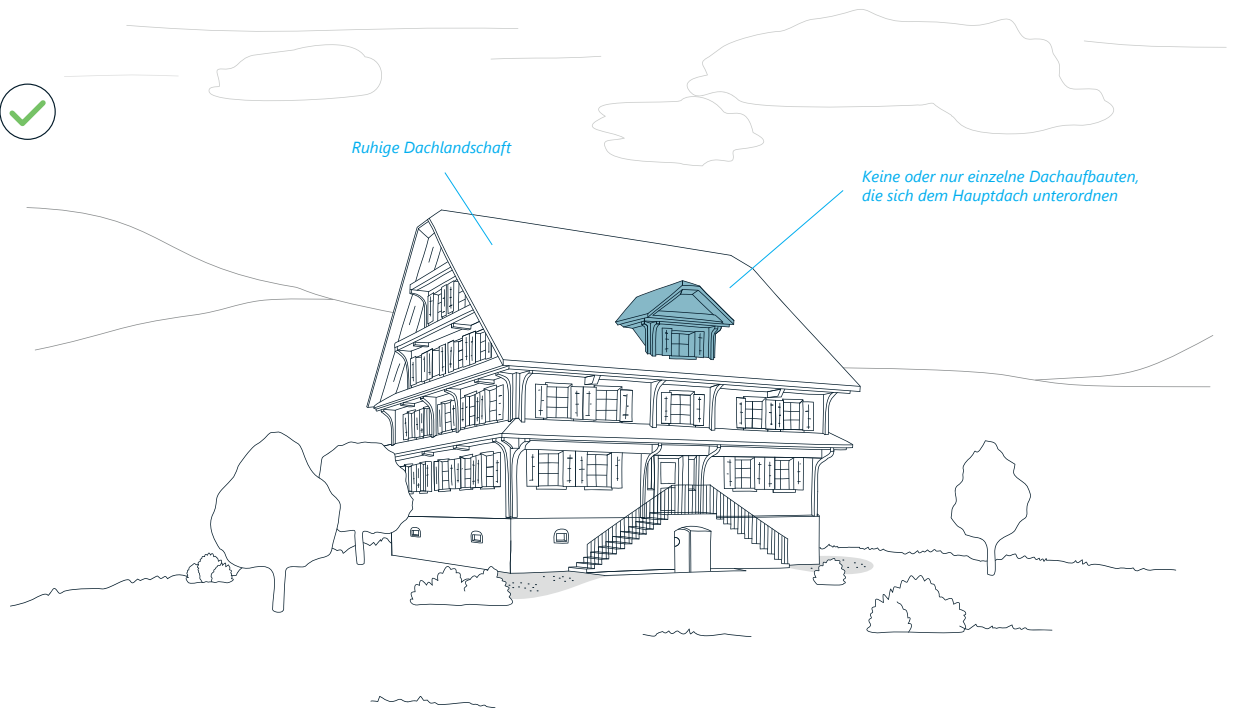 Ruhige Dachlandschaft
Keine oder nur einzelne Dachaufbauten,
die sich dem Hauptdach unterordnen